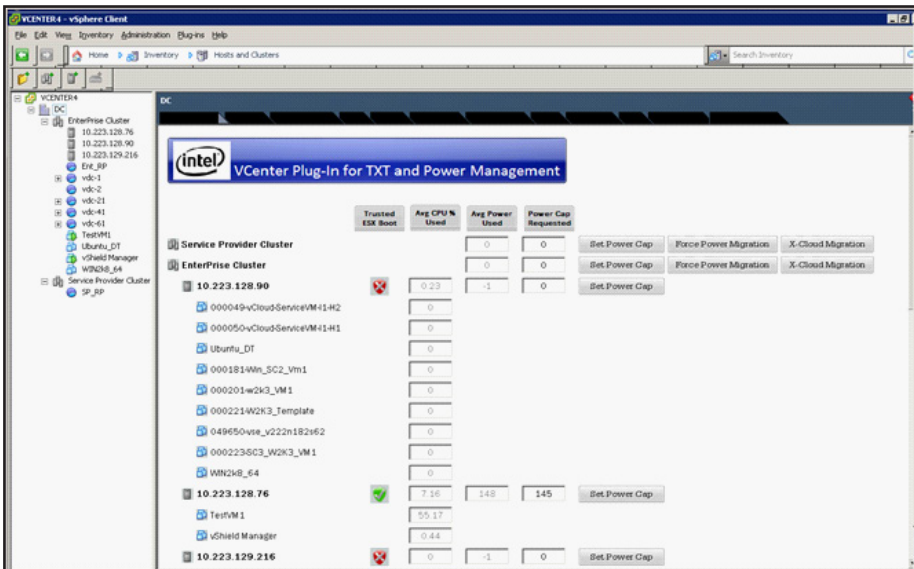 VCENTER4 - vSphere Client
File Edit View Inventory Administration Plug-ins Help
Home Inventory Hosts and Clusters
Search Inventory
VCENTER4
DC
EnterPrise Cluster
10.223.128.76
10.223.128.90
10.223.129.216
Ent_RP
vdc-1
vdc-2
vdc-21
vdc-41
vdc-61
TestVM1
Ubuntu_DT
vShield Manager
WIN2k8_64
Service Provider Cluster
SP_RP
DC
intel
VCenter Plug-In for TXT and Power Management
Trusted ESX Boot Avg CPU % Used Avg Power Used Power Cap Requested
Service Provider Cluster 0 0 Set Power Cap Force Power Migration X-Cloud Migration
EnterPrise Cluster 0 0 Set Power Cap Force Power Migration X-Cloud Migration
10.223.128.90 0.23 -1 0 Set Power Cap
000049-vCloud-ServiceVM-I1-H2 0
000050-vCloud-ServiceVM-I1-H1 0
Ubuntu_DT 0
000181-Win_SC2_Vm1 0
000201-w2k3_VM1 0
000221-W2K3_Template 0
049650-vse_v222n182s62 0
000223-SC3_W2K3_VM1 0
WIN2k8_64 0
10.223.128.76 7.16 148 145 Set Power Cap
TestVM1 55.17
vShield Manager 0.44
10.223.129.216 0 -1 0 Set Power Cap